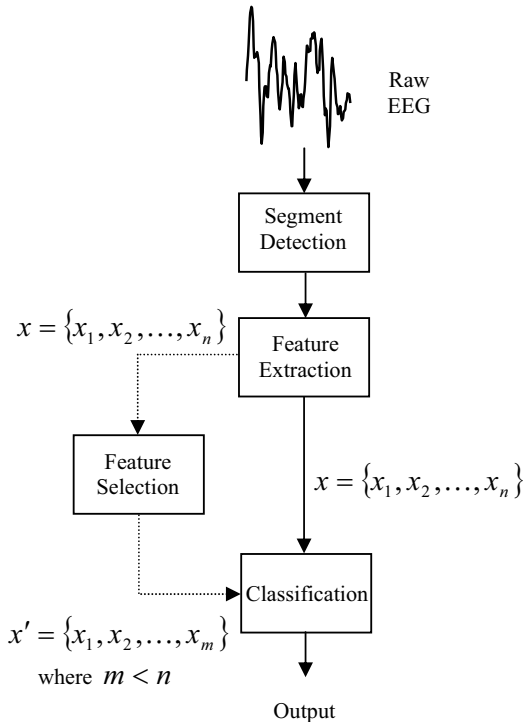 Raw
EEG
Segment
Detection
x = {x₁, x₂, …, xₙ}
Feature
Extraction
Feature
Selection
x = {x₁, x₂, …, xₙ}
Classification
x′ = {x₁, x₂, …, xₘ}
where m < n
Output